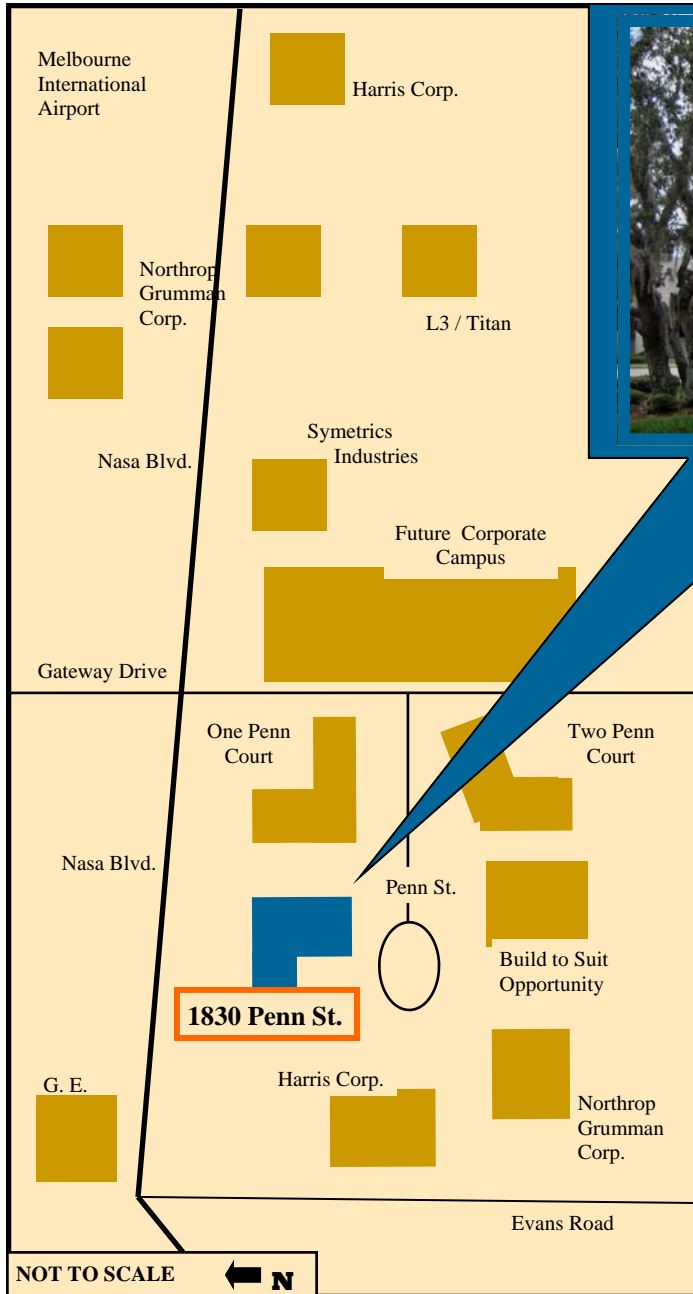 Melbourne
International
Airport
Harris Corp.
Northrop
Grumman
Corp.
L3 / Titan
Symetrics
Industries
Nasa Blvd.
Future Corporate
Campus
Gateway Drive
One Penn
Court
Two Penn
Court
Nasa Blvd.
Penn St.
Build to Suit
Opportunity
1830 Penn St.
G. E.
Harris Corp.
Northrop
Grumman
Corp.
Evans Road
NOT TO SCALE
N